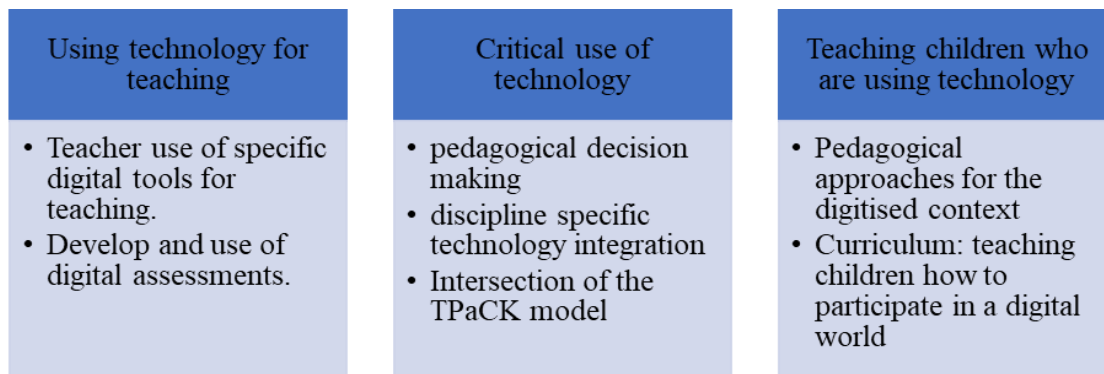 Using technology for
teaching
• Teacher use of specific
digital tools for
teaching.
• Develop and use of
digital assessments.
Critical use of
technology
• pedagogical decision
making
• discipline specific
technology integration
• Intersection of the
TPaCK model
Teaching children who
are using technology
• Pedagogical
approaches for the
digitised context
• Curriculum: teaching
children how to
participate in a digital
world